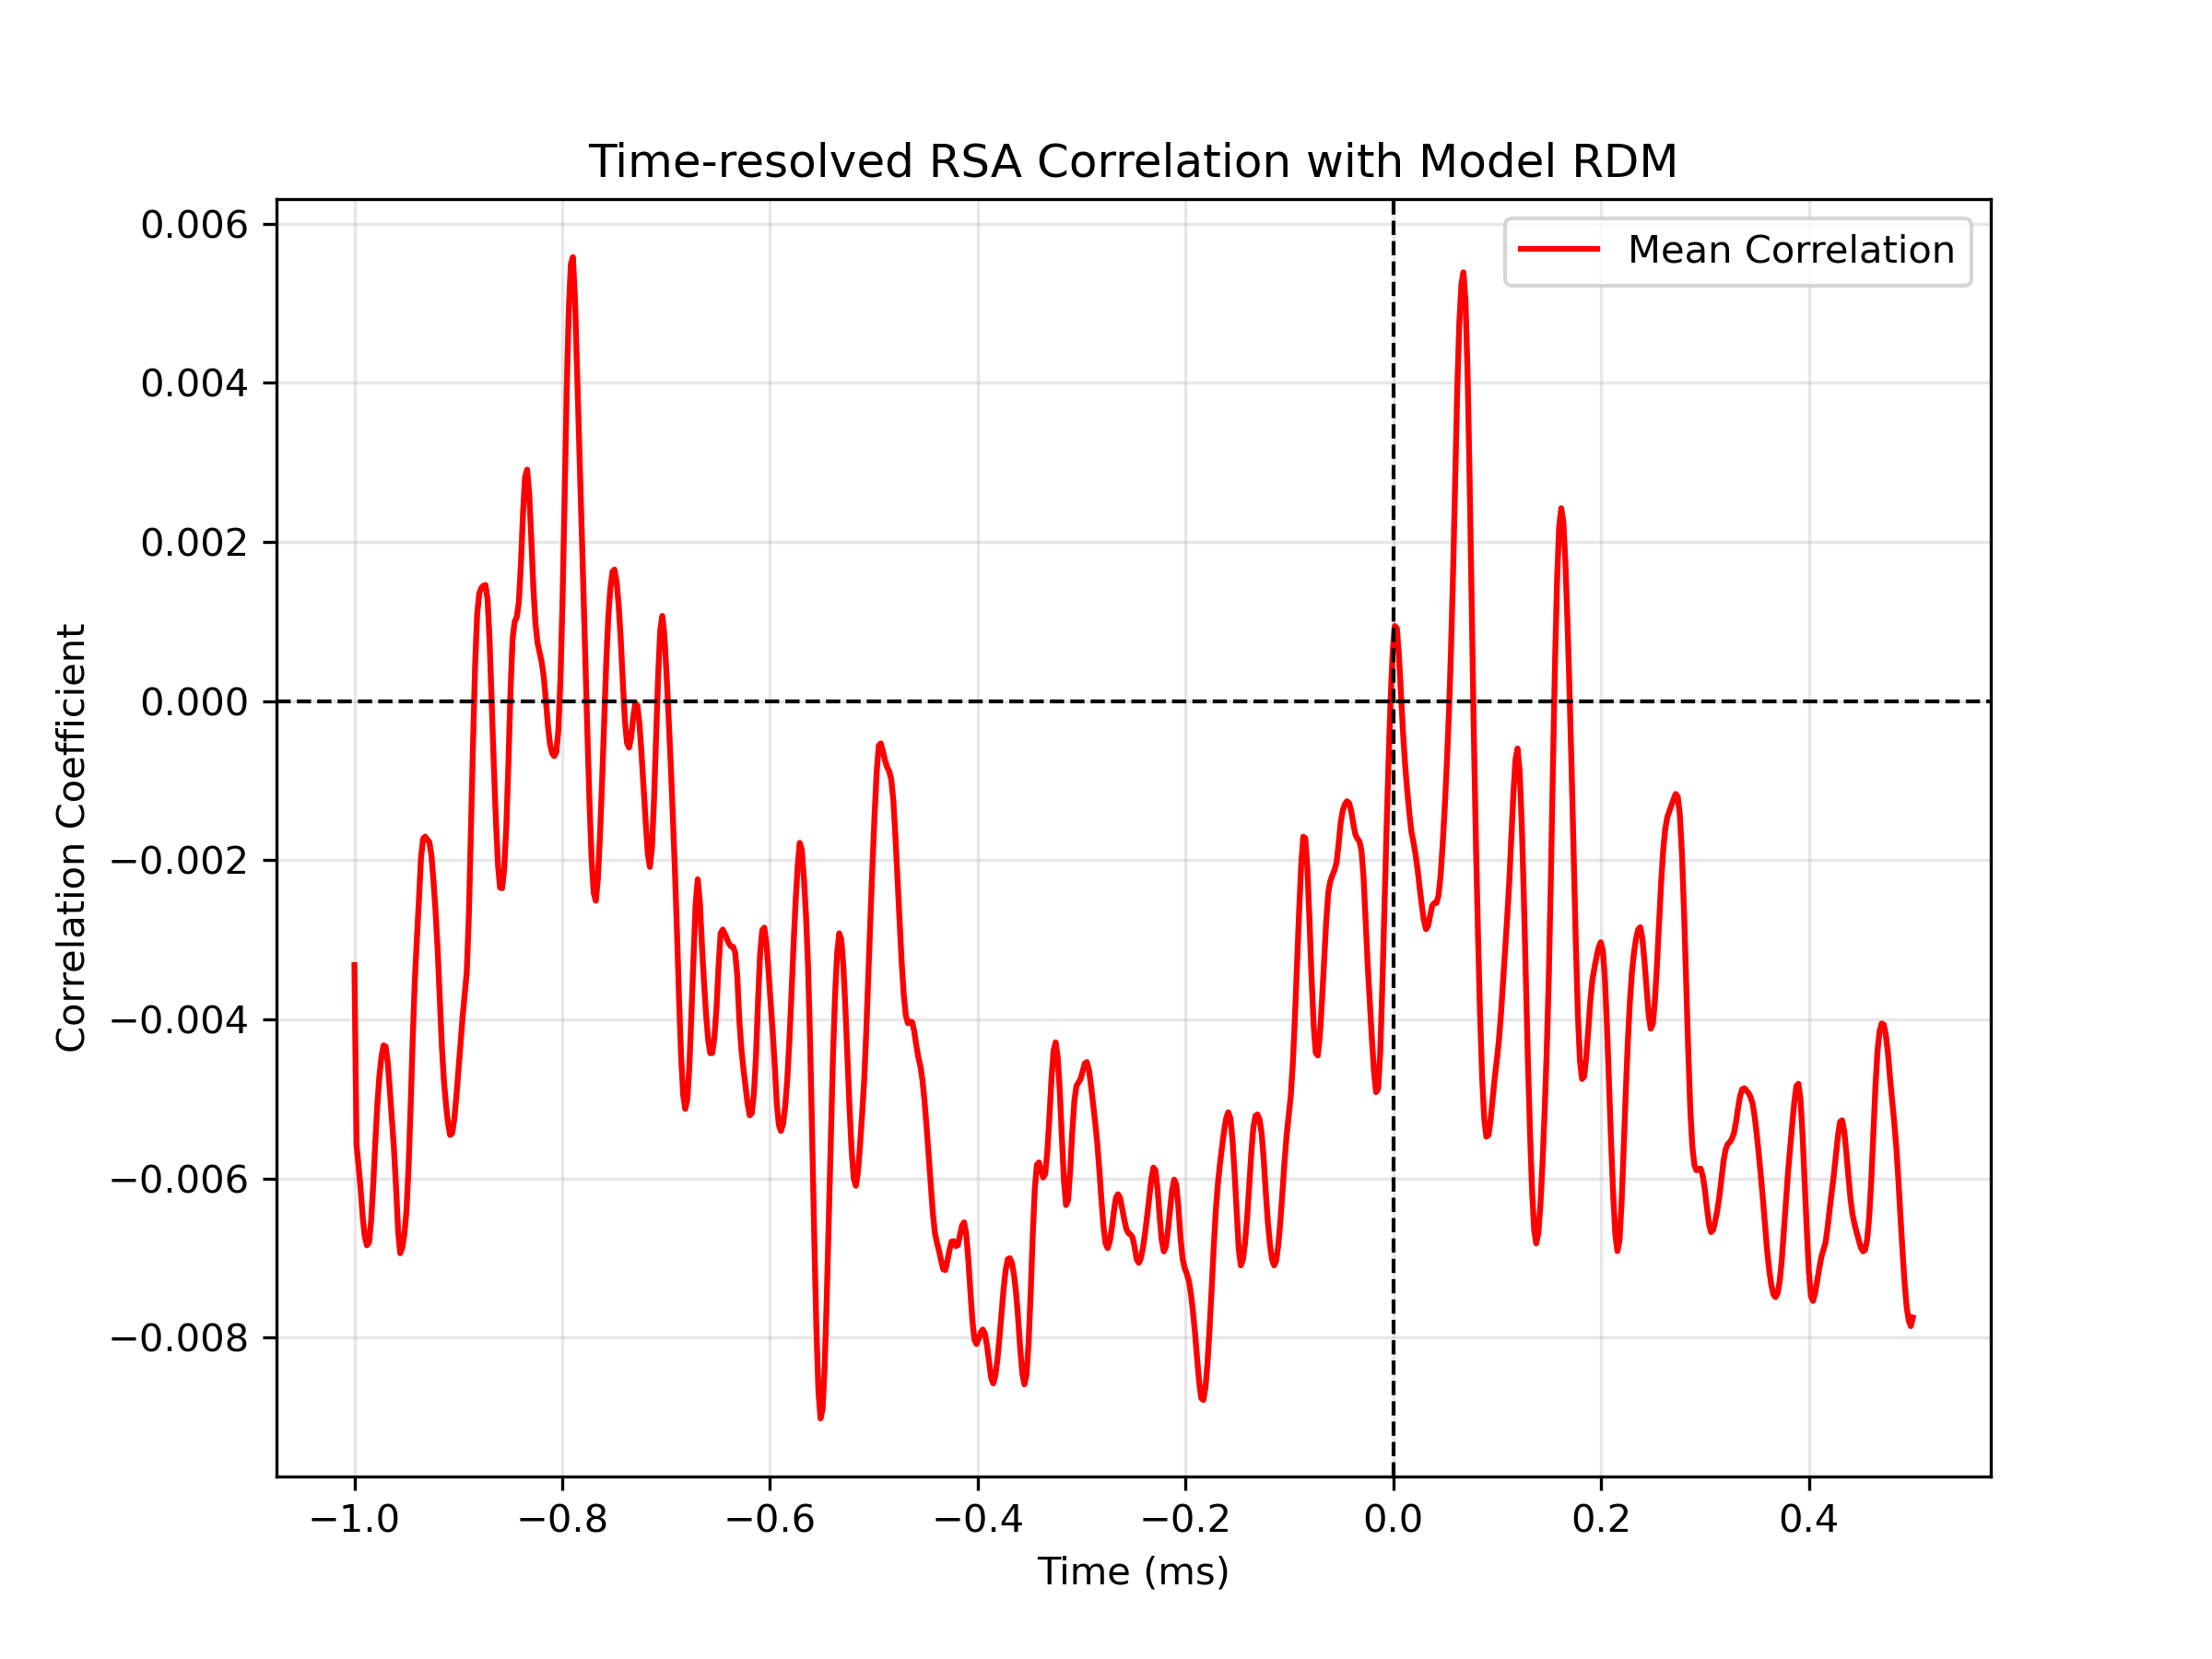 Time-resolved RSA Correlation with Model RDM
Mean Correlation
Correlation Coefficient
0.006
0.004
0.002
0.000
−0.002
−0.004
−0.006
−0.008
−1.0 −0.8 −0.6 −0.4 −0.2 0.0 0.2 0.4
Time (ms)